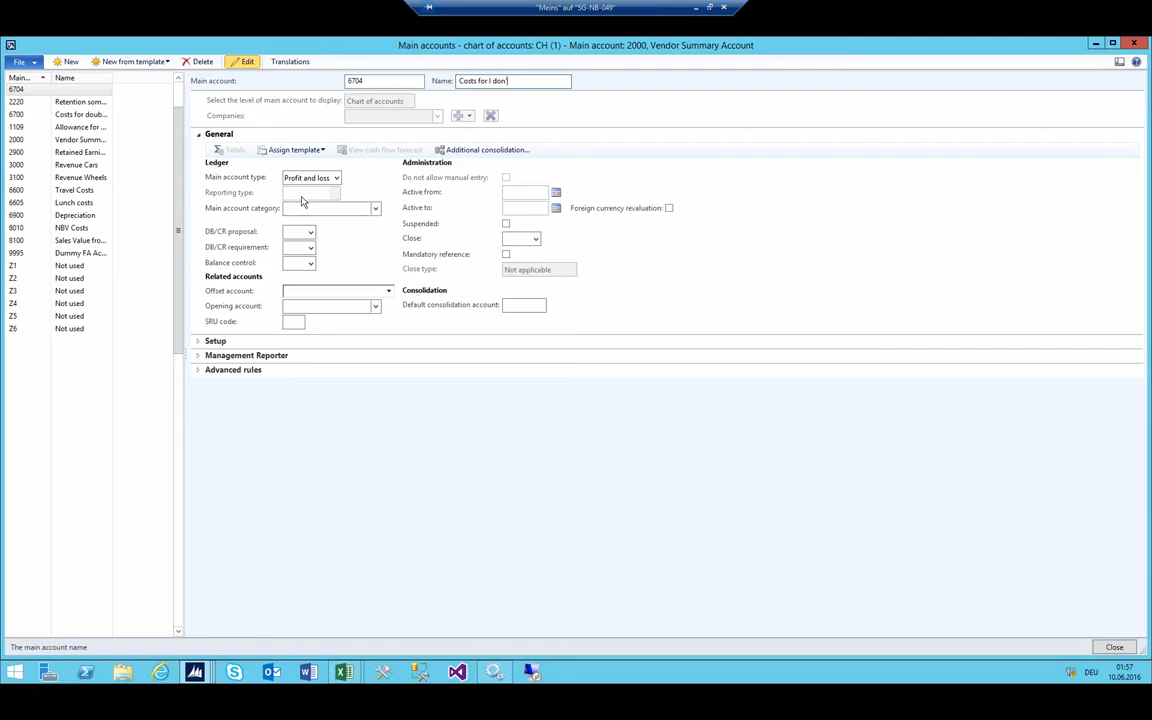 "Meins" auf "SG-NB-049"
Main accounts - chart of accounts: CH (1) - Main account: 2000, Vendor Summary Account
File New New from template Delete Edit Translations
Main... Name
6704
2220 Retention som...
6700 Costs for doub...
1109 Allowance for ...
2000 Vendor Summ...
2900 Retained Earni...
3000 Revenue Cars
3100 Revenue Wheels
6600 Travel Costs
6605 Lunch costs
6900 Depreciation
8010 NBV Costs
8100 Sales Value fro...
9995 Dummy FA Ac...
Z1 Not used
Z2 Not used
Z3 Not used
Z4 Not used
Z5 Not used
Z6 Not used
Main account: 6704 Name: Costs for I don'
Select the level of main account to display: Chart of accounts
Companies:
General
Totals Assign template View cash flow forecast Additional consolidation...
Ledger
Main account type: Profit and loss
Reporting type:
Main account category:
DB/CR proposal:
DB/CR requirement:
Balance control:
Related accounts
Offset account:
Opening account:
SRU code:
Administration
Do not allow manual entry:
Active from:
Active to: Foreign currency revaluation:
Suspended:
Close:
Mandatory reference:
Close type: Not applicable
Consolidation
Default consolidation account:
Setup
Management Reporter
Advanced rules
The main account name
Close
DEU 01:57
10.06.2016